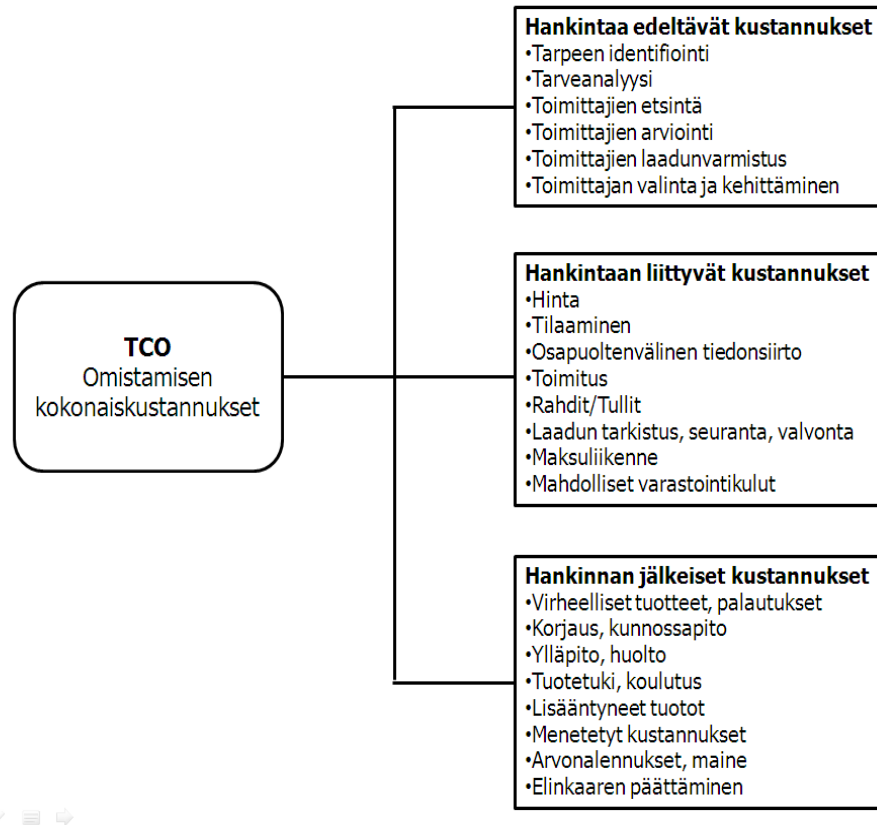 TCO
Omistamisen
kokonaiskustannukset
Hankintaa edeltävät kustannukset
•Tarpeen identifiointi
•Tarveanalyysi
•Toimittajien etsintä
•Toimittajien arviointi
•Toimittajien laadunvarmistus
•Toimittajan valinta ja kehittäminen
Hankintaan liittyvät kustannukset
•Hinta
•Tilaaminen
•Osapuoltenvälinen tiedonsiirto
•Toimitus
•Rahdit/Tullit
•Laadun tarkistus, seuranta, valvonta
•Maksuliikenne
•Mahdolliset varastointikulut
Hankinnan jälkeiset kustannukset
•Virheelliset tuotteet, palautukset
•Korjaus, kunnossapito
•Ylläpito, huolto
•Tuotetuki, koulutus
•Lisääntyneet tuotot
•Menetetyt kustannukset
•Arvonalennukset, maine
•Elinkaaren päättäminen